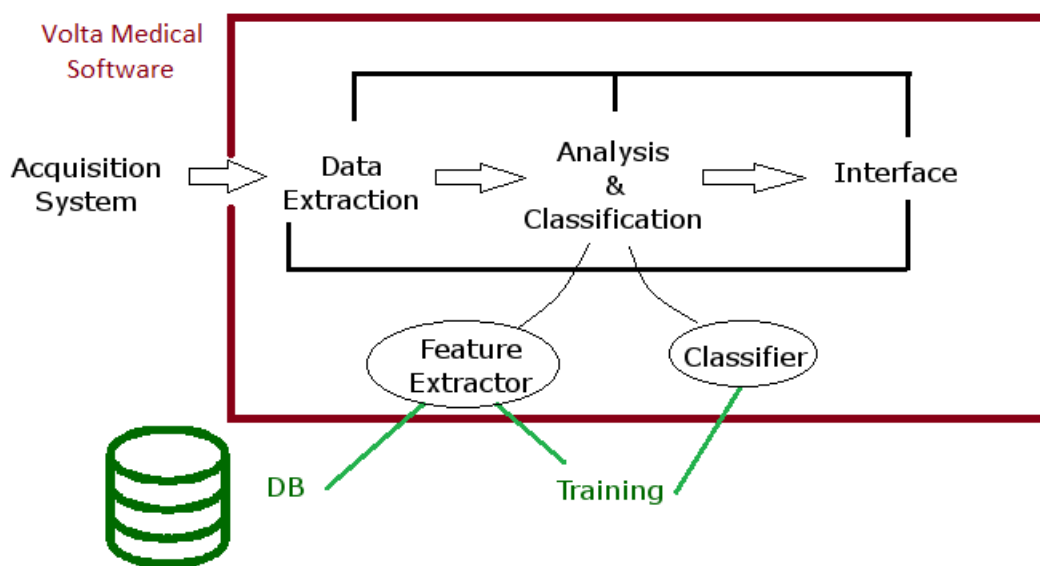 Volta Medical
Software
Acquisition
System
Data
Extraction
Analysis
&
Classification
Interface
Feature
Extractor
Classifier
DB
Training